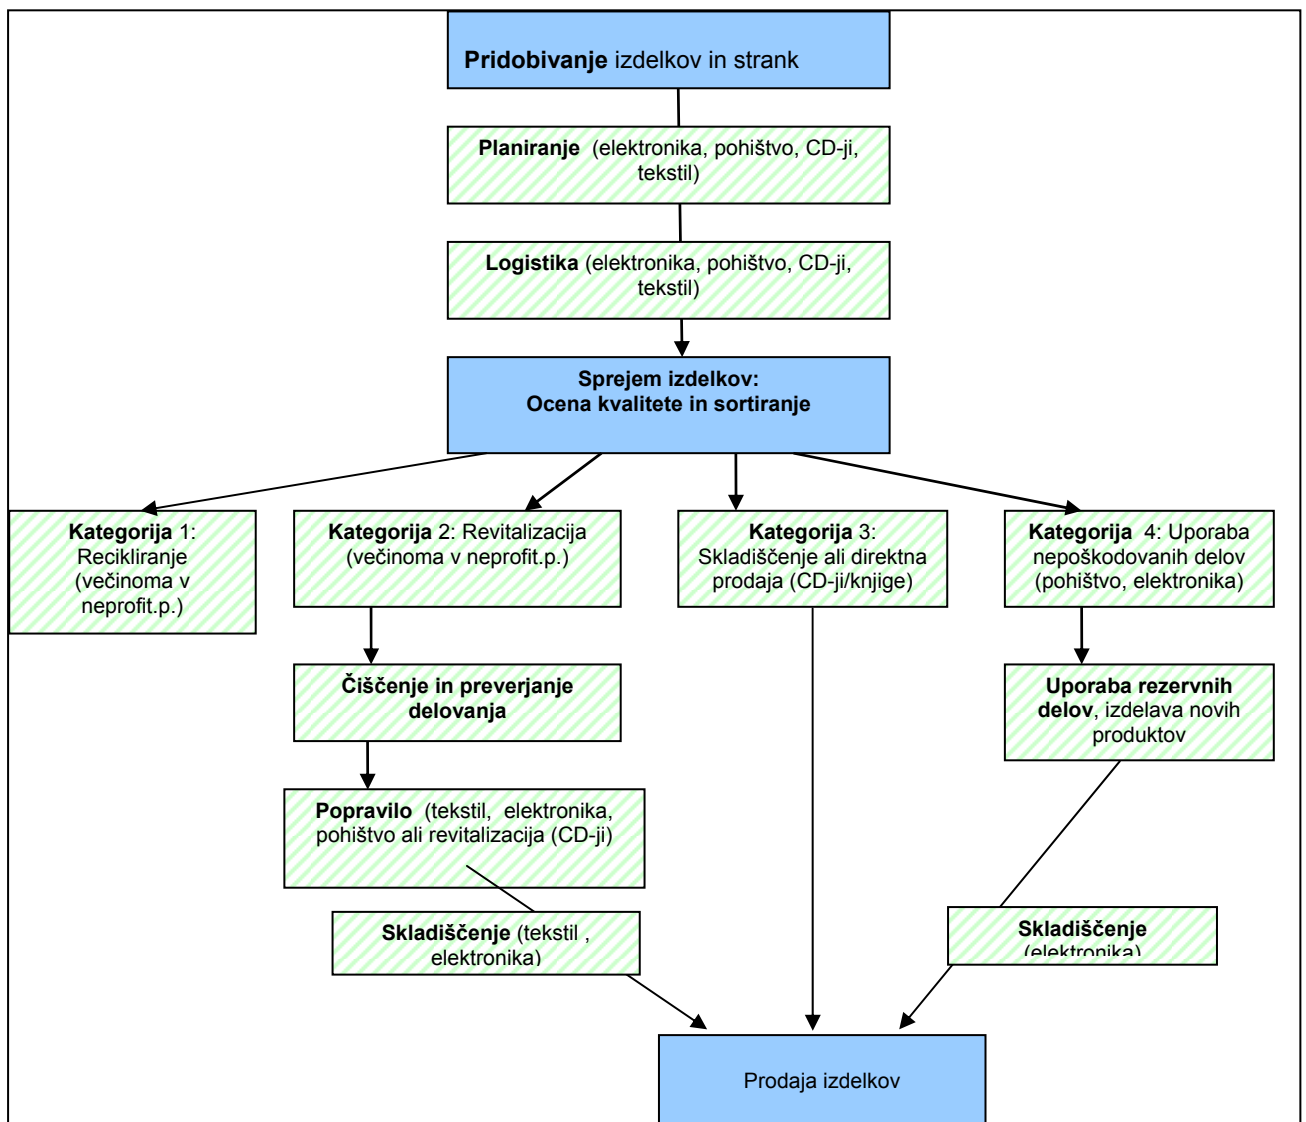 Pridobivanje izdelkov in strank
Planiranje (elektronika, pohištvo, CD-ji,
tekstil)
Logistika (elektronika, pohištvo, CD-ji,
tekstil)
Sprejem izdelkov:
Ocena kvalitete in sortiranje
Kategorija 1:
Recikliranje
(večinoma v
neprofit.p.)
Kategorija 2: Revitalizacija
(večinoma v neprofit.p.)
Kategorija 3:
Skladiščenje ali direktna
prodaja (CD-ji/knjige)
Kategorija 4: Uporaba
nepoškodovanih delov
(pohištvo, elektronika)
Čiščenje in preverjanje
delovanja
Uporaba rezervnih
delov, izdelava novih
produktov
Popravilo (tekstil, elektronika,
pohištvo ali revitalizacija (CD-ji)
Skladiščenje (tekstil ,
elektronika)
Skladiščenje
(elektronika)
Prodaja izdelkov